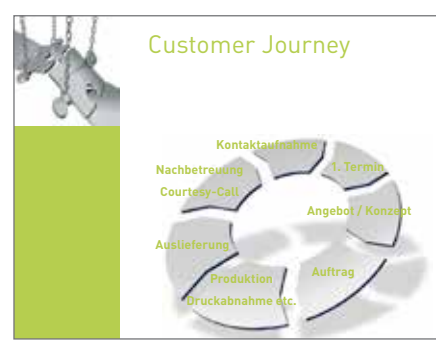 Customer Journey
Kontaktaufnahme
1. Termin
Angebot / Konzept
Auftrag
Produktion
Druckabnahme etc.
Auslieferung
Nachbetreuung
Courtesy-Call